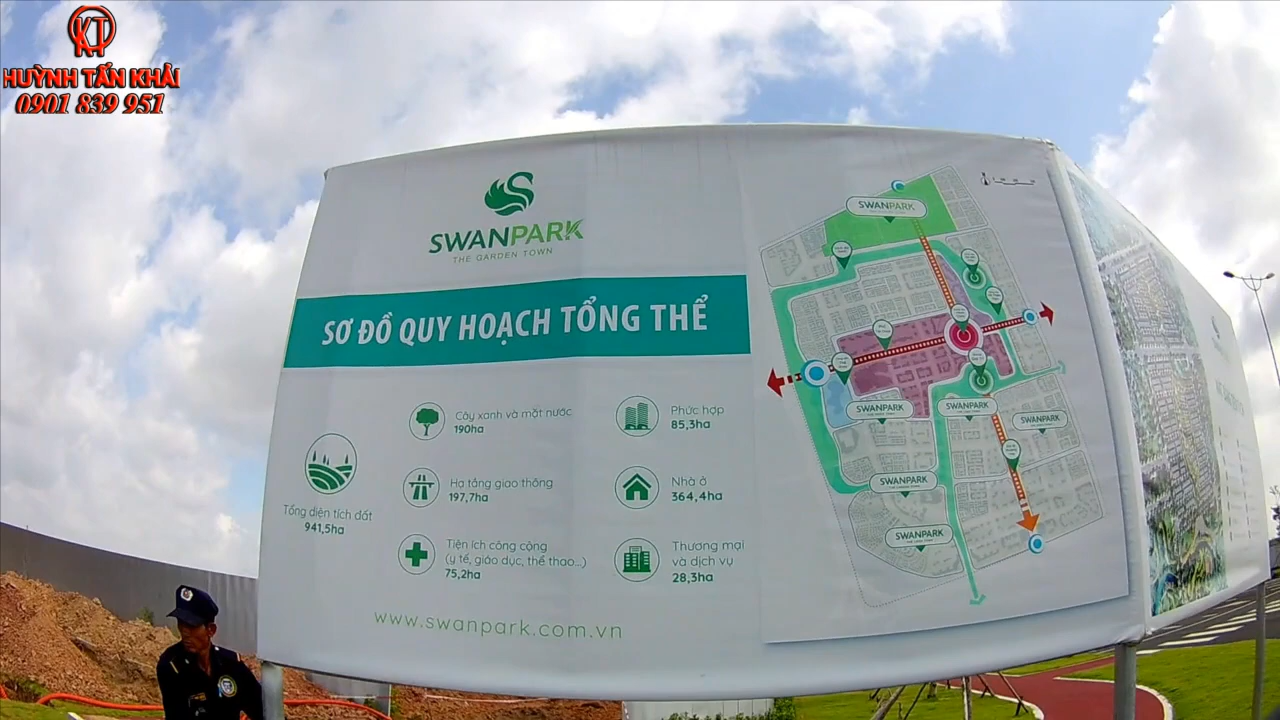 KT
HUỲNH TẤN KHẢI
0901 839 951
SWANPARK
THE GARDEN TOWN
SƠ ĐỒ QUY HOẠCH TỔNG THỂ
Tổng diện tích đất
941,5ha
Cây xanh và mặt nước
190ha
Hạ tầng giao thông
197,7ha
Tiện ích công cộng
(y tế, giáo dục, thể thao...)
75,2ha
Phức hợp
85,3ha
Nhà ở
364,4ha
Thương mại
và dịch vụ
28,3ha
www.swanpark.com.vn
SWANPARK
SWANPARK
SWANPARK
SWANPARK
SWANPARK
SWANPARK